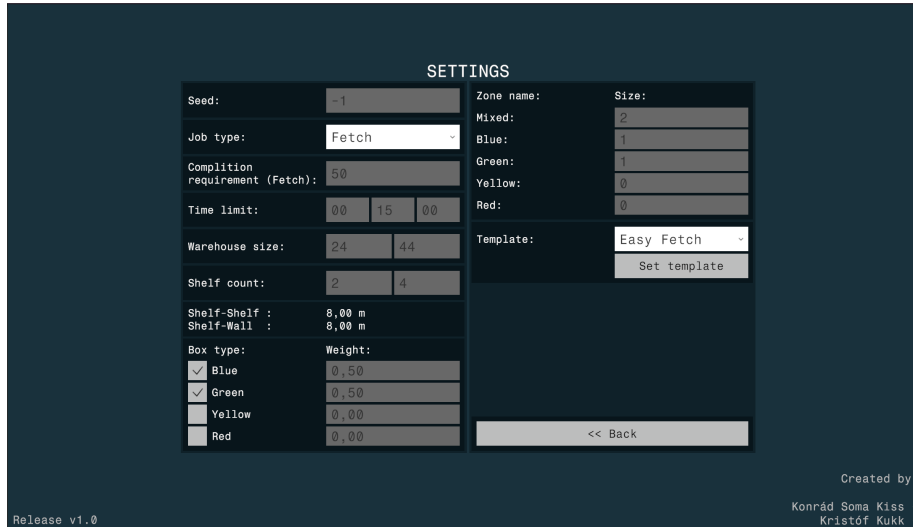 SETTINGS
Seed: -1
Job type: Fetch
Complition
requirement (Fetch): 50
Time limit: 00 15 00
Warehouse size: 24 44
Shelf count: 2 4
Shelf-Shelf : 8,00 m
Shelf-Wall : 8,00 m
Box type: Weight:
Blue 0,50
Green 0,50
Yellow 0,00
Red 0,00
Zone name: Size:
Mixed: 2
Blue: 1
Green: 1
Yellow: 0
Red: 0
Template: Easy Fetch
Set template
<< Back
Release v1.0
Created by
Konrád Soma Kiss
Kristóf Kukk